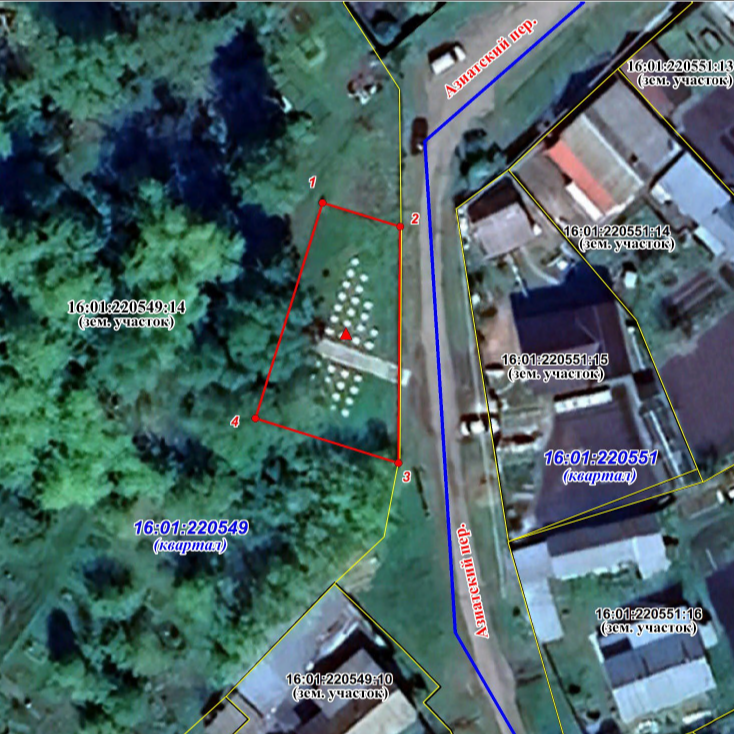 Азиатский пер.
16:01:220551:13
(зем. участок)
1
2
16:01:220551:14
(зем. участок)
16:01:220549:14
(зем. участок)
16:01:220551:15
(зем. участок)
4
3
16:01:220551
(квартал)
16:01:220549
(квартал)
Азиатский пер.
16:01:220551:16
(зем. участок)
16:01:220549:10
(зем. участок)